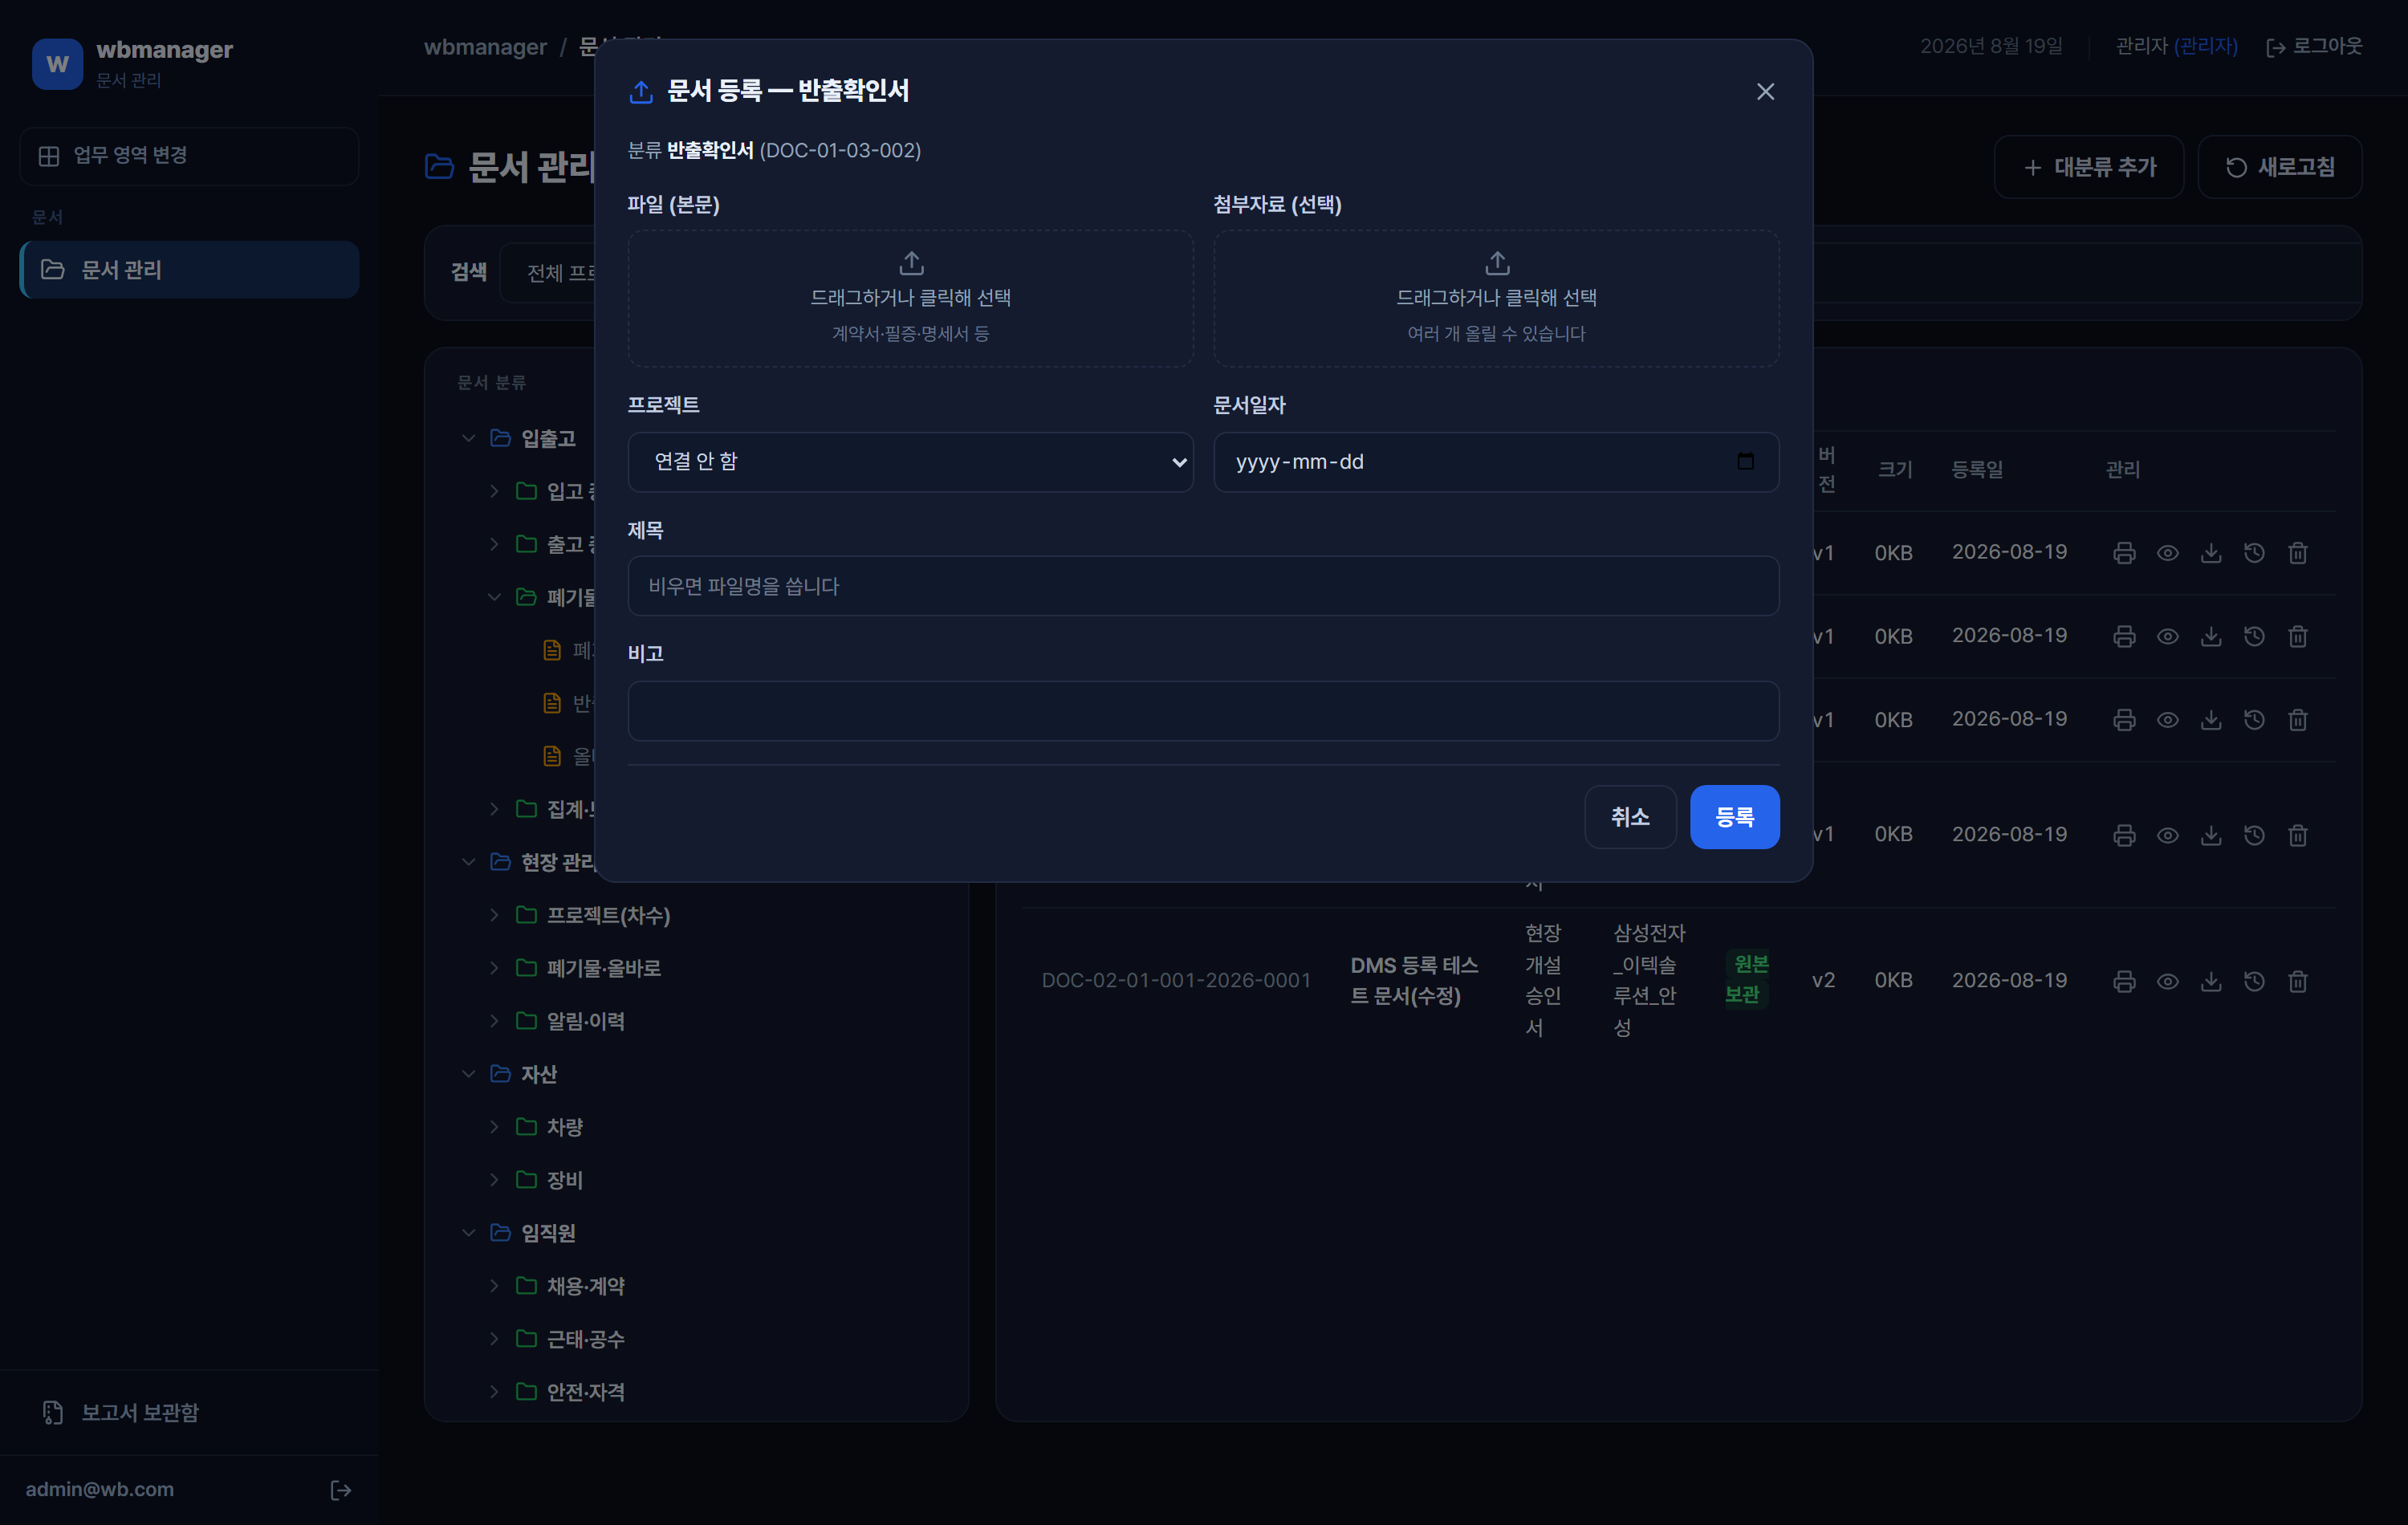 W
wbmanager
문서 관리
업무 영역 변경
문서
문서 관리
보고서 보관함
admin@wb.com
wbmanager /
2026년 8월 19일
관리자 (관리자)
로그아웃
문서 관리
대분류 추가
새로고침
검색
전체
문서 분류
입출고
입고
출고
집계·
현장 관리
프로젝트(차수)
폐기물·올바로
알림·이력
자산
차량
장비
임직원
채용·계약
근태·공수
안전·자격
문서 등록 — 반출확인서
분류 반출확인서 (DOC-01-03-002)
파일 (본문)
드래그하거나 클릭해 선택
계약서·필증·명세서 등
첨부자료 (선택)
드래그하거나 클릭해 선택
여러 개 올릴 수 있습니다
프로젝트
연결 안 함
문서일자
yyyy-mm-dd
제목
비우면 파일명을 씁니다
비고
취소
등록
버
전
크기
등록일
관리
v1
0KB
2026-08-19
v1
0KB
2026-08-19
v1
0KB
2026-08-19
v1
0KB
2026-08-19
DOC-02-01-001-2026-0001
DMS 등록 테스
트 문서(수정)
현장
개설
승인
서
삼성전자
_이텍솔
루션_안
성
원본
보관
v2
0KB
2026-08-19